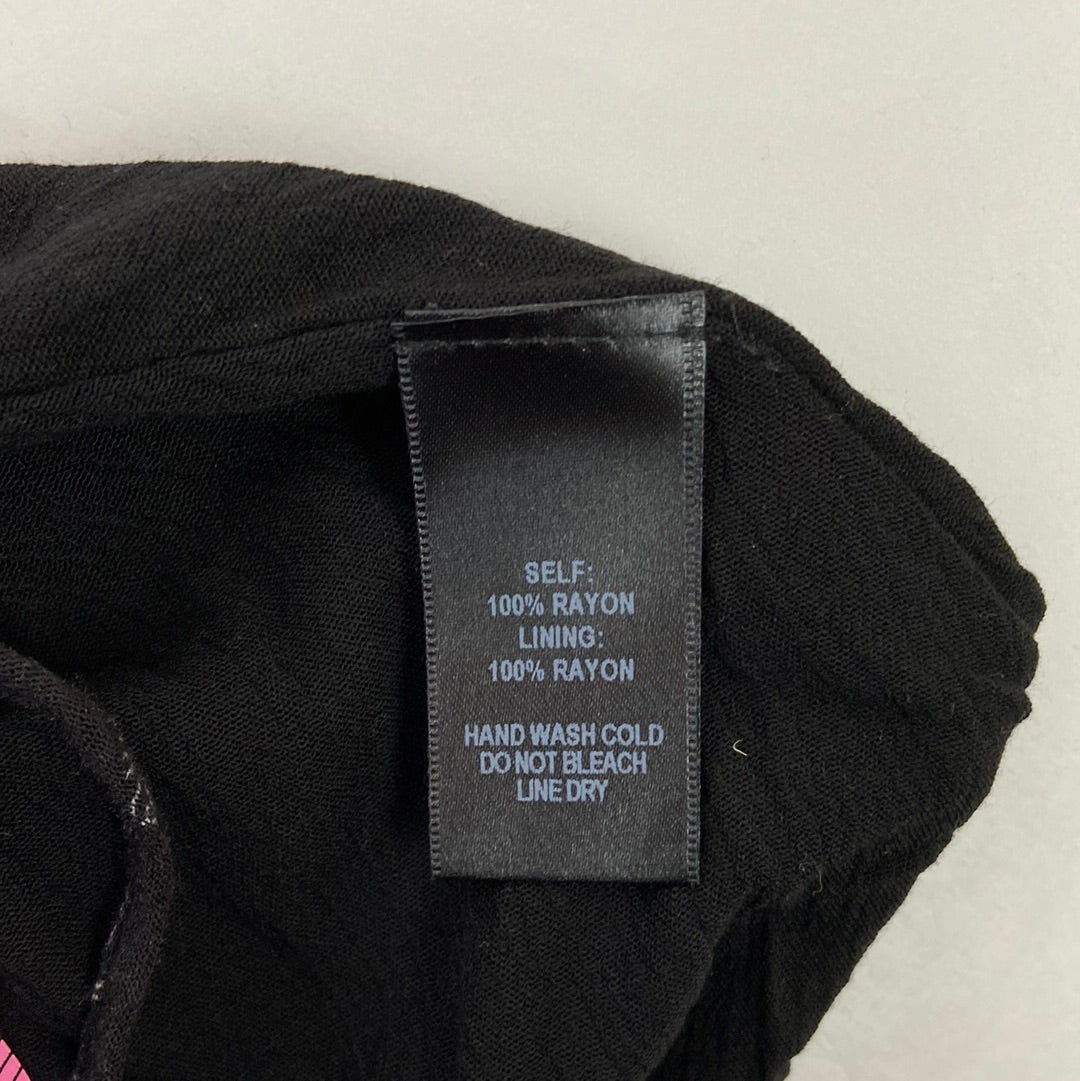 SELF:
100% RAYON
LINING:
100% RAYON
HAND WASH COLD
DO NOT BLEACH
LINE DRY